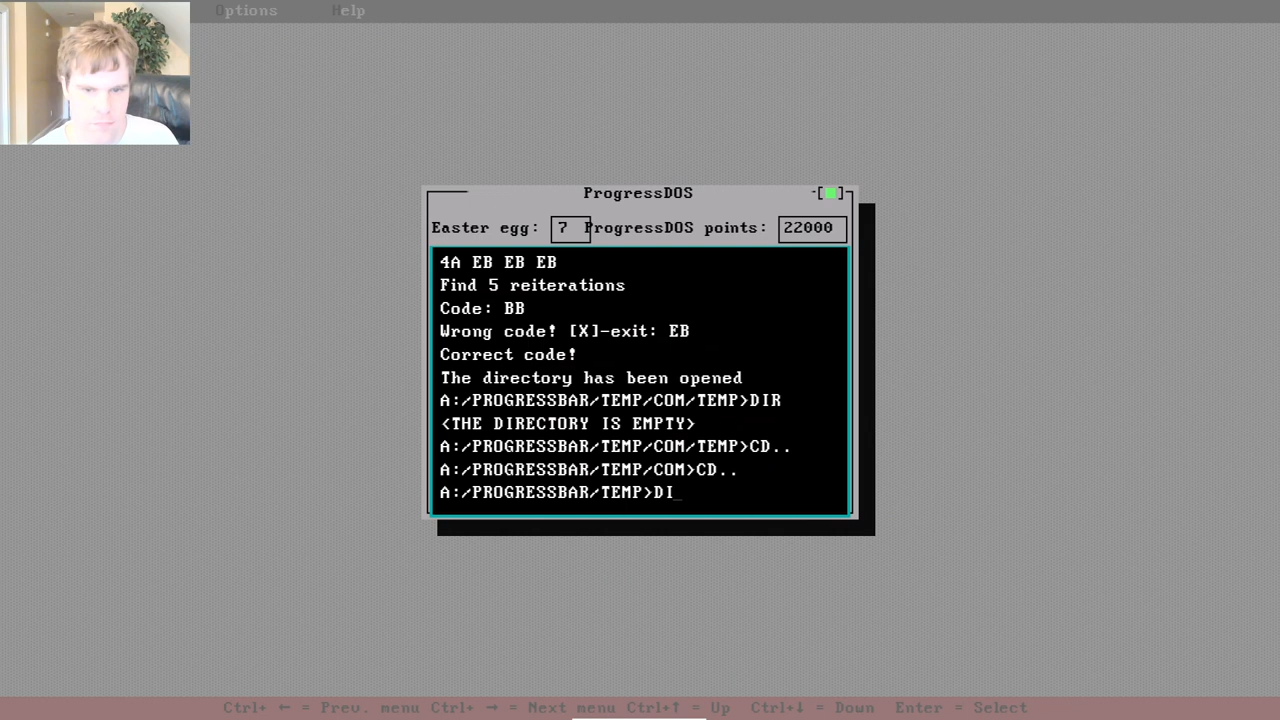 Options Help
ProgressDOS
Easter egg: 7 ProgressDOS points: 22000
4A EB EB EB
Find 5 reiterations
Code: BB
Wrong code! [X]-exit: EB
Correct code!
The directory has been opened
A:/PROGRESSBAR/TEMP/COM/TEMP>DIR
<THE DIRECTORY IS EMPTY>
A:/PROGRESSBAR/TEMP/COM/TEMP>CD..
A:/PROGRESSBAR/TEMP/COM>CD..
A:/PROGRESSBAR/TEMP>DI_
Ctrl+ ← = Prev. menu Ctrl+ → = Next menu Ctrl+↑ = Up Ctrl+↓ = Down Enter = Select